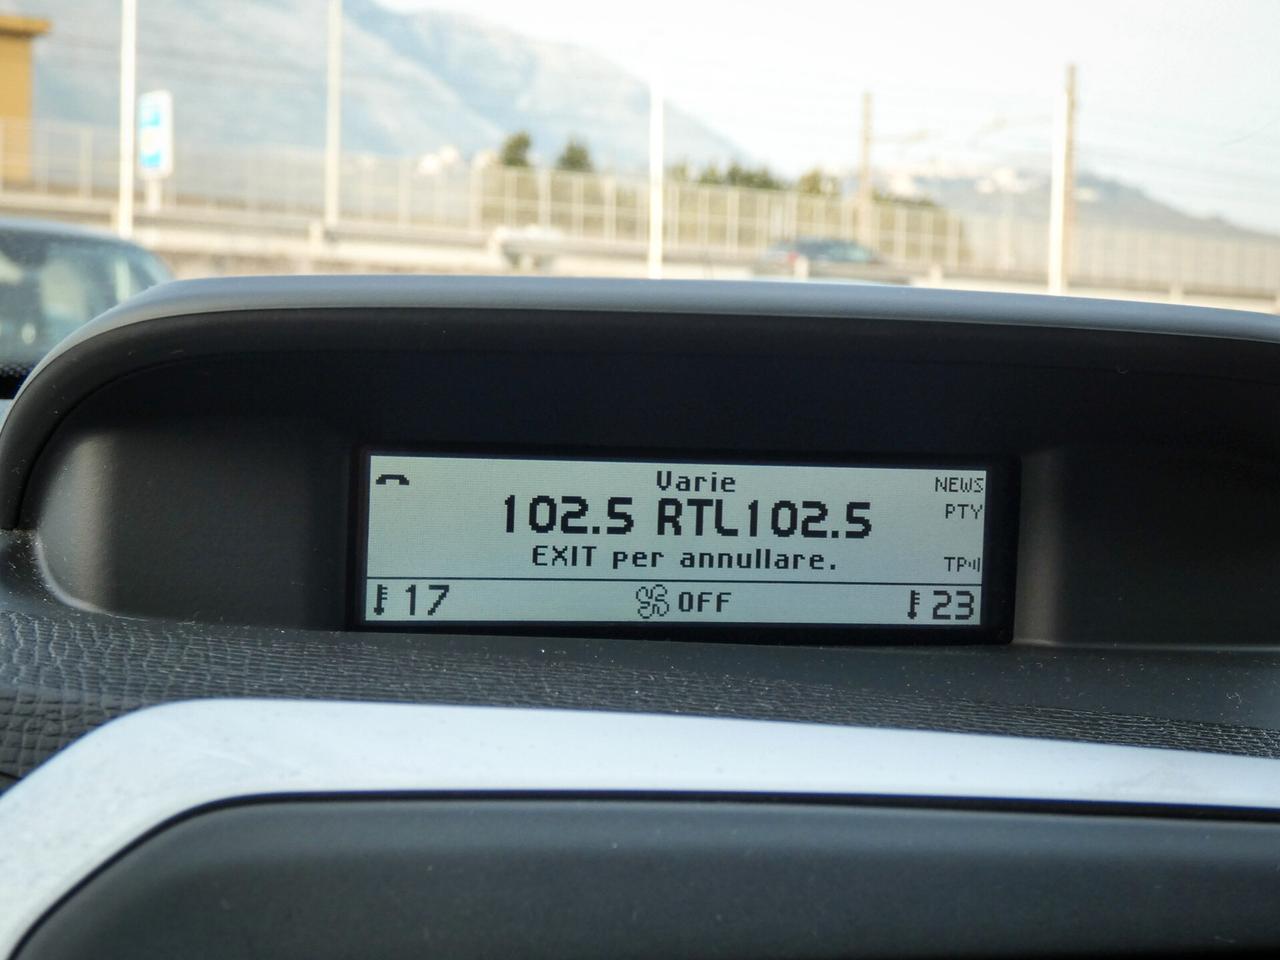 Varie
NEWS
102.5 RTL102.5
PTY
EXIT per annullare.
TP
17
OFF
23